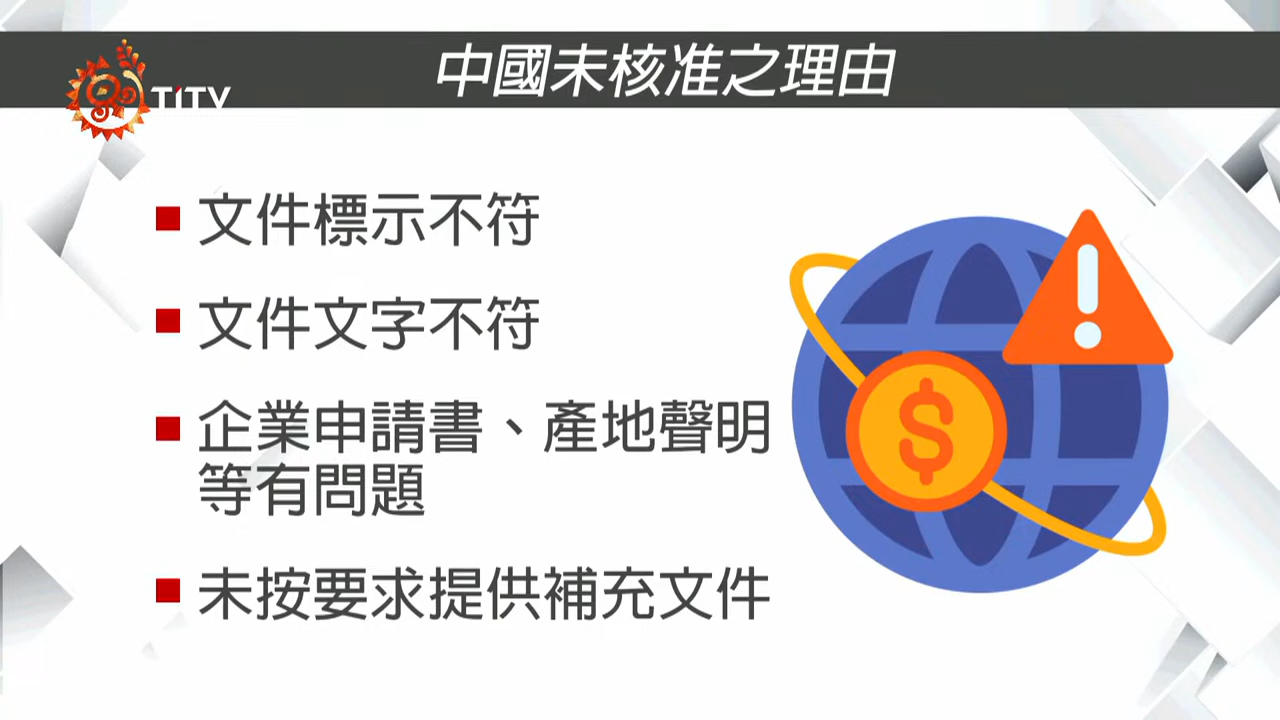 中國未核准之理由
TITV
文件標示不符
文件文字不符
企業申請書、產地聲明
等有問題
未按要求提供補充文件